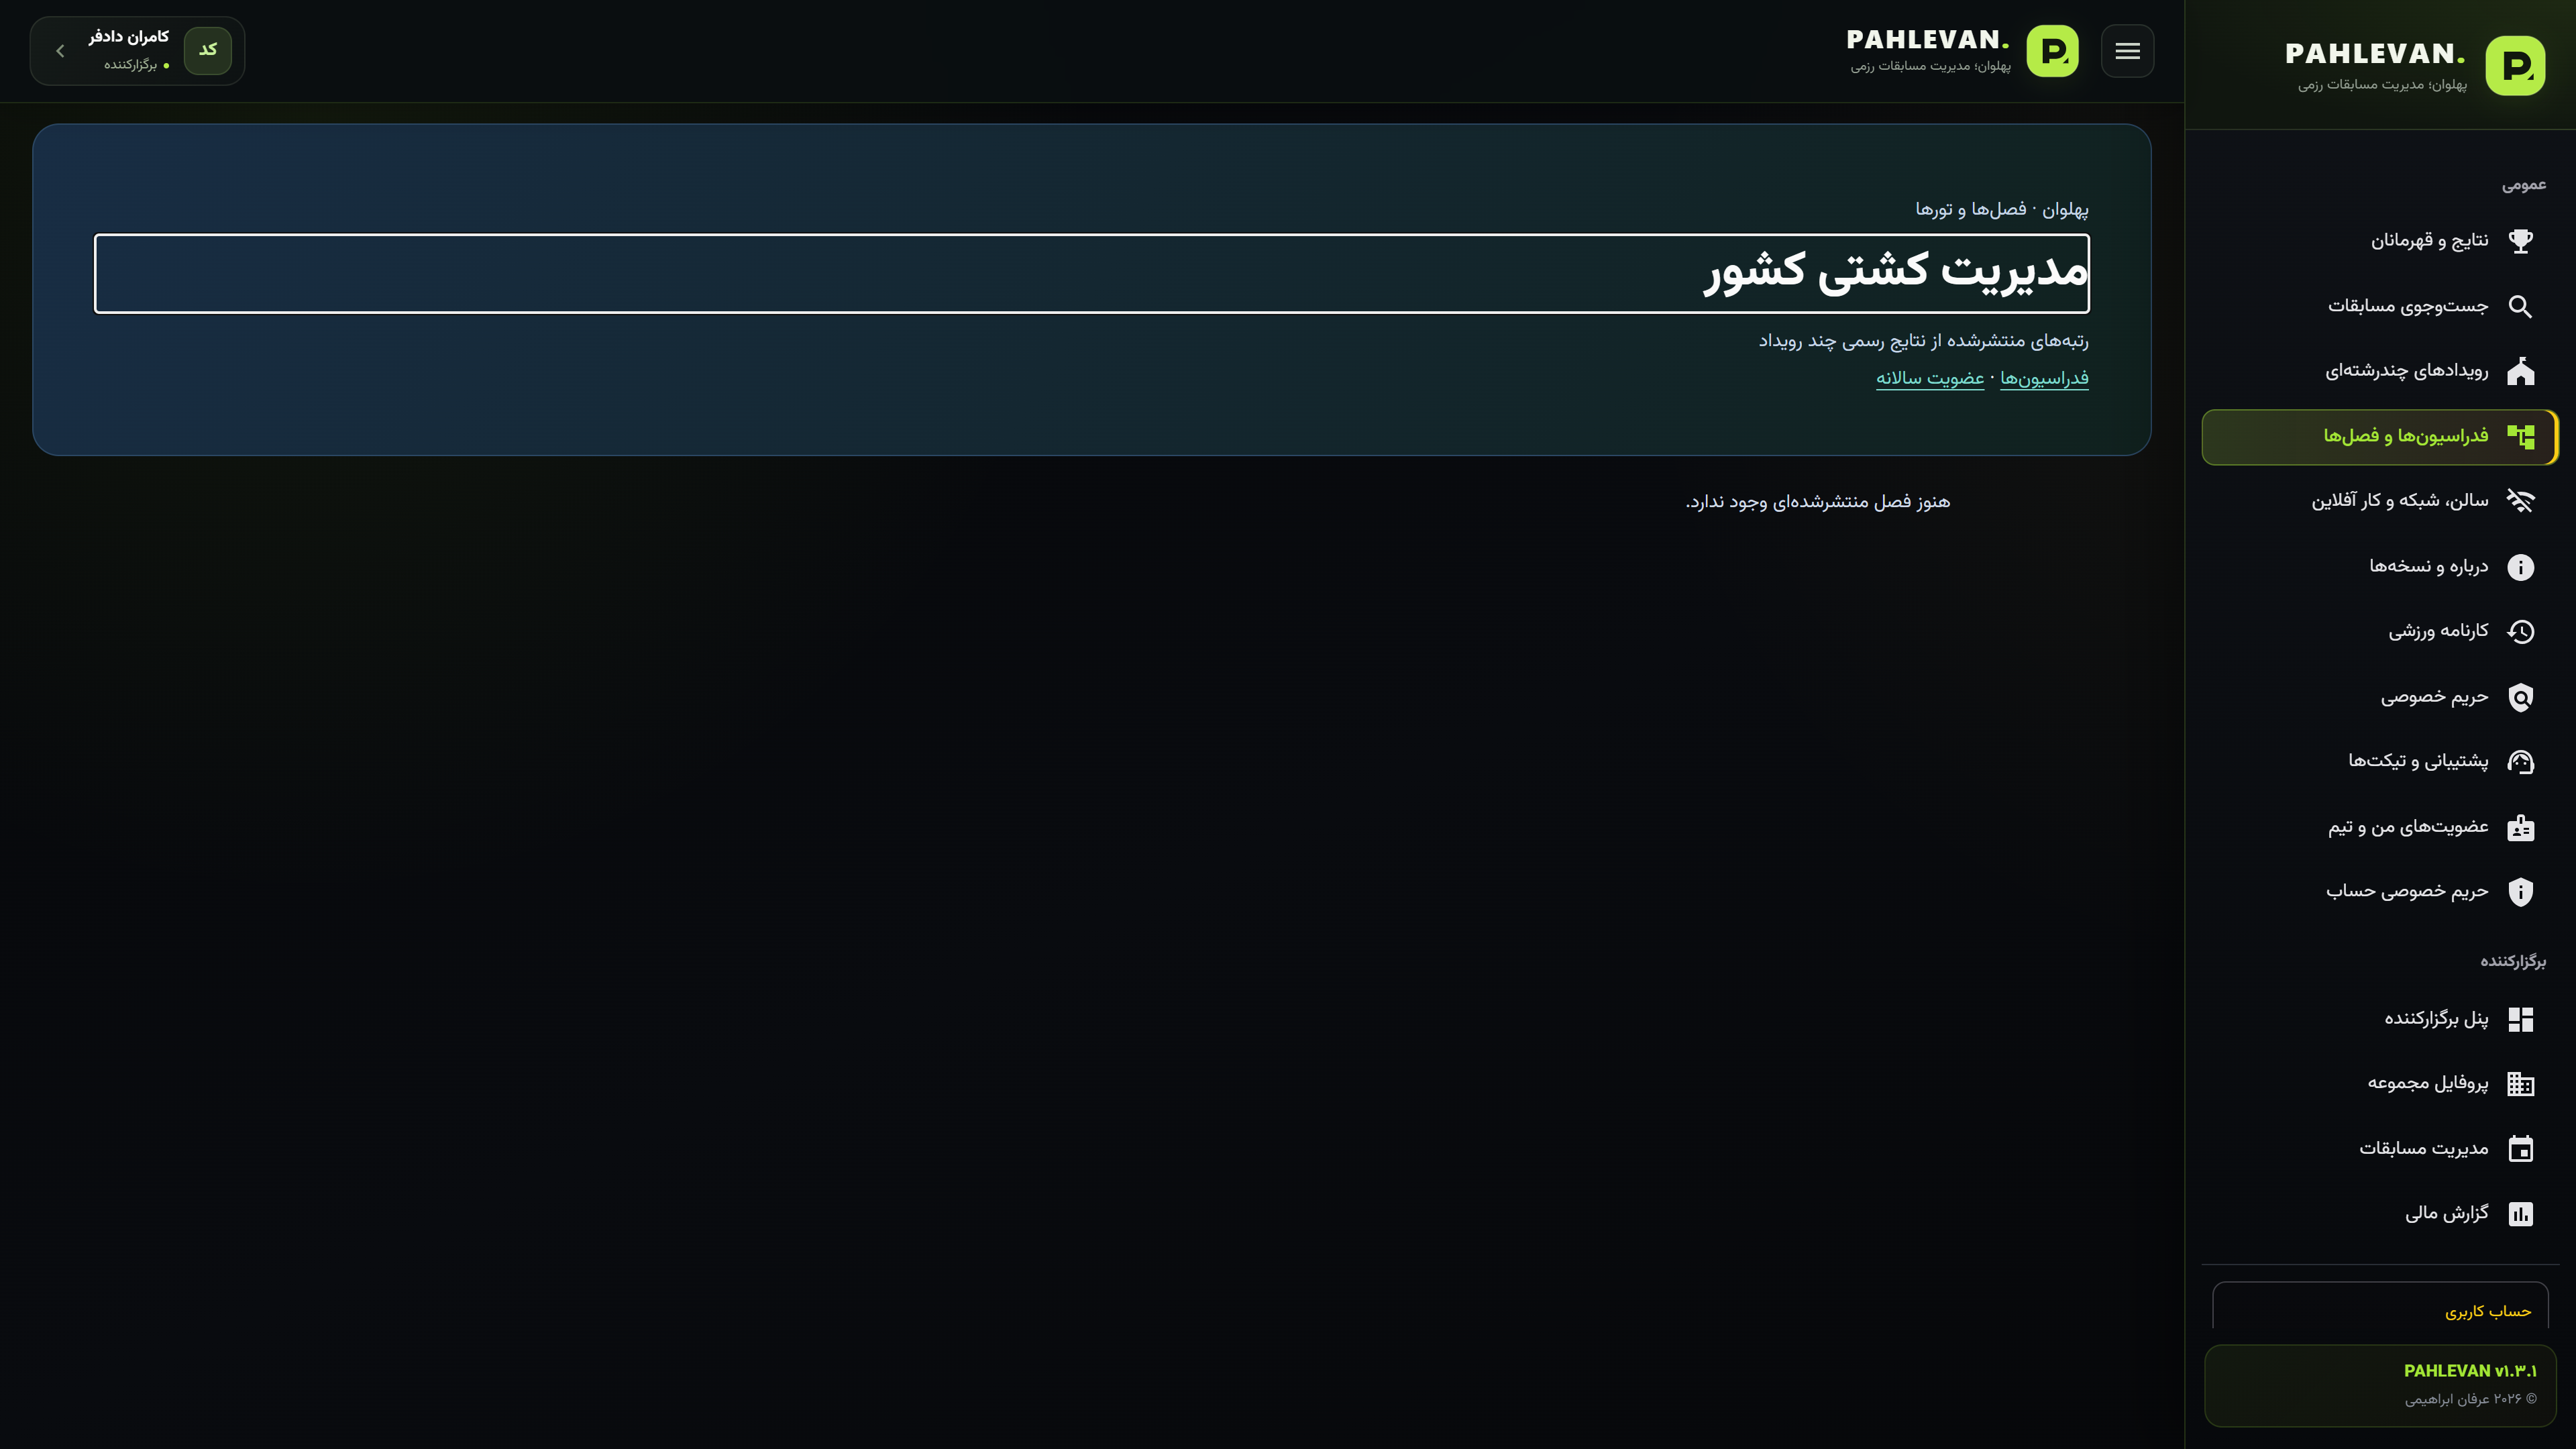 PAHLEVAN.
پهلوان؛ مدیریت مسابقات رزمی
عمومی
نتایج و قهرمانان
جست‌وجوی مسابقات
رویدادهای چندرشته‌ای
فدراسیون‌ها و فصل‌ها
سالن، شبکه و کار آفلاین
درباره و نسخه‌ها
کارنامه ورزشی
حریم خصوصی
پشتیبانی و تیکت‌ها
عضویت‌های من و تیم
حریم خصوصی حساب
برگزارکننده
پنل برگزارکننده
پروفایل مجموعه
مدیریت مسابقات
گزارش مالی
حساب کاربری
PAHLEVAN v۱.۳.۱
© ۲۰۲۶ عرفان ابراهیمی
PAHLEVAN.
پهلوان؛ مدیریت مسابقات رزمی
کد
کامران دادفر
برگزارکننده
پهلوان · فصل‌ها و تورها
مدیریت کشتی کشور
رتبه‌های منتشرشده از نتایج رسمی چند رویداد
فدراسیون‌ها · عضویت سالانه
هنوز فصل منتشرشده‌ای وجود ندارد.